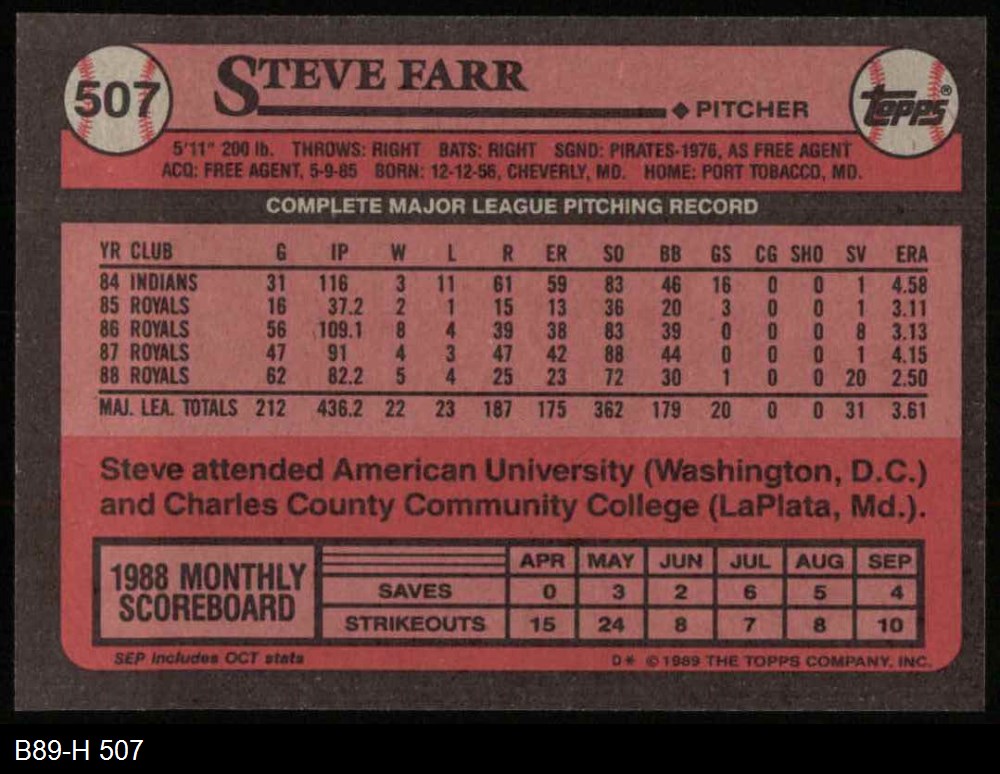 507
STEVE FARR
PITCHER
TOPPS®
5'11" 200 lb. THROWS: RIGHT BATS: RIGHT SGND: PIRATES-1976, AS FREE AGENT
ACQ: FREE AGENT, 5-9-85 BORN: 12-12-56, CHEVERLY, MD. HOME: PORT TOBACCO, MD.
COMPLETE MAJOR LEAGUE PITCHING RECORD
YR CLUB G IP W L R ER SO BB GS CG SHO SV ERA
84 INDIANS 31 116 3 11 61 59 83 46 16 0 0 1 4.58
85 ROYALS 16 37.2 2 1 15 13 36 20 3 0 0 1 3.11
86 ROYALS 56 109.1 8 4 39 38 83 39 0 0 0 8 3.13
87 ROYALS 47 91 4 3 47 42 88 44 0 0 0 1 4.15
88 ROYALS 62 82.2 5 4 25 23 72 30 1 0 0 20 2.50
MAJ. LEA. TOTALS 212 436.2 22 23 187 175 362 179 20 0 0 31 3.61
Steve attended American University (Washington, D.C.)
and Charles County Community College (LaPlata, Md.).
1988 MONTHLY
SCOREBOARD
APR MAY JUN JUL AUG SEP
SAVES 0 3 2 6 5 4
STRIKEOUTS 15 24 8 7 8 10
SEP includes OCT stats
D* © 1989 THE TOPPS COMPANY, INC.
B89-H 507